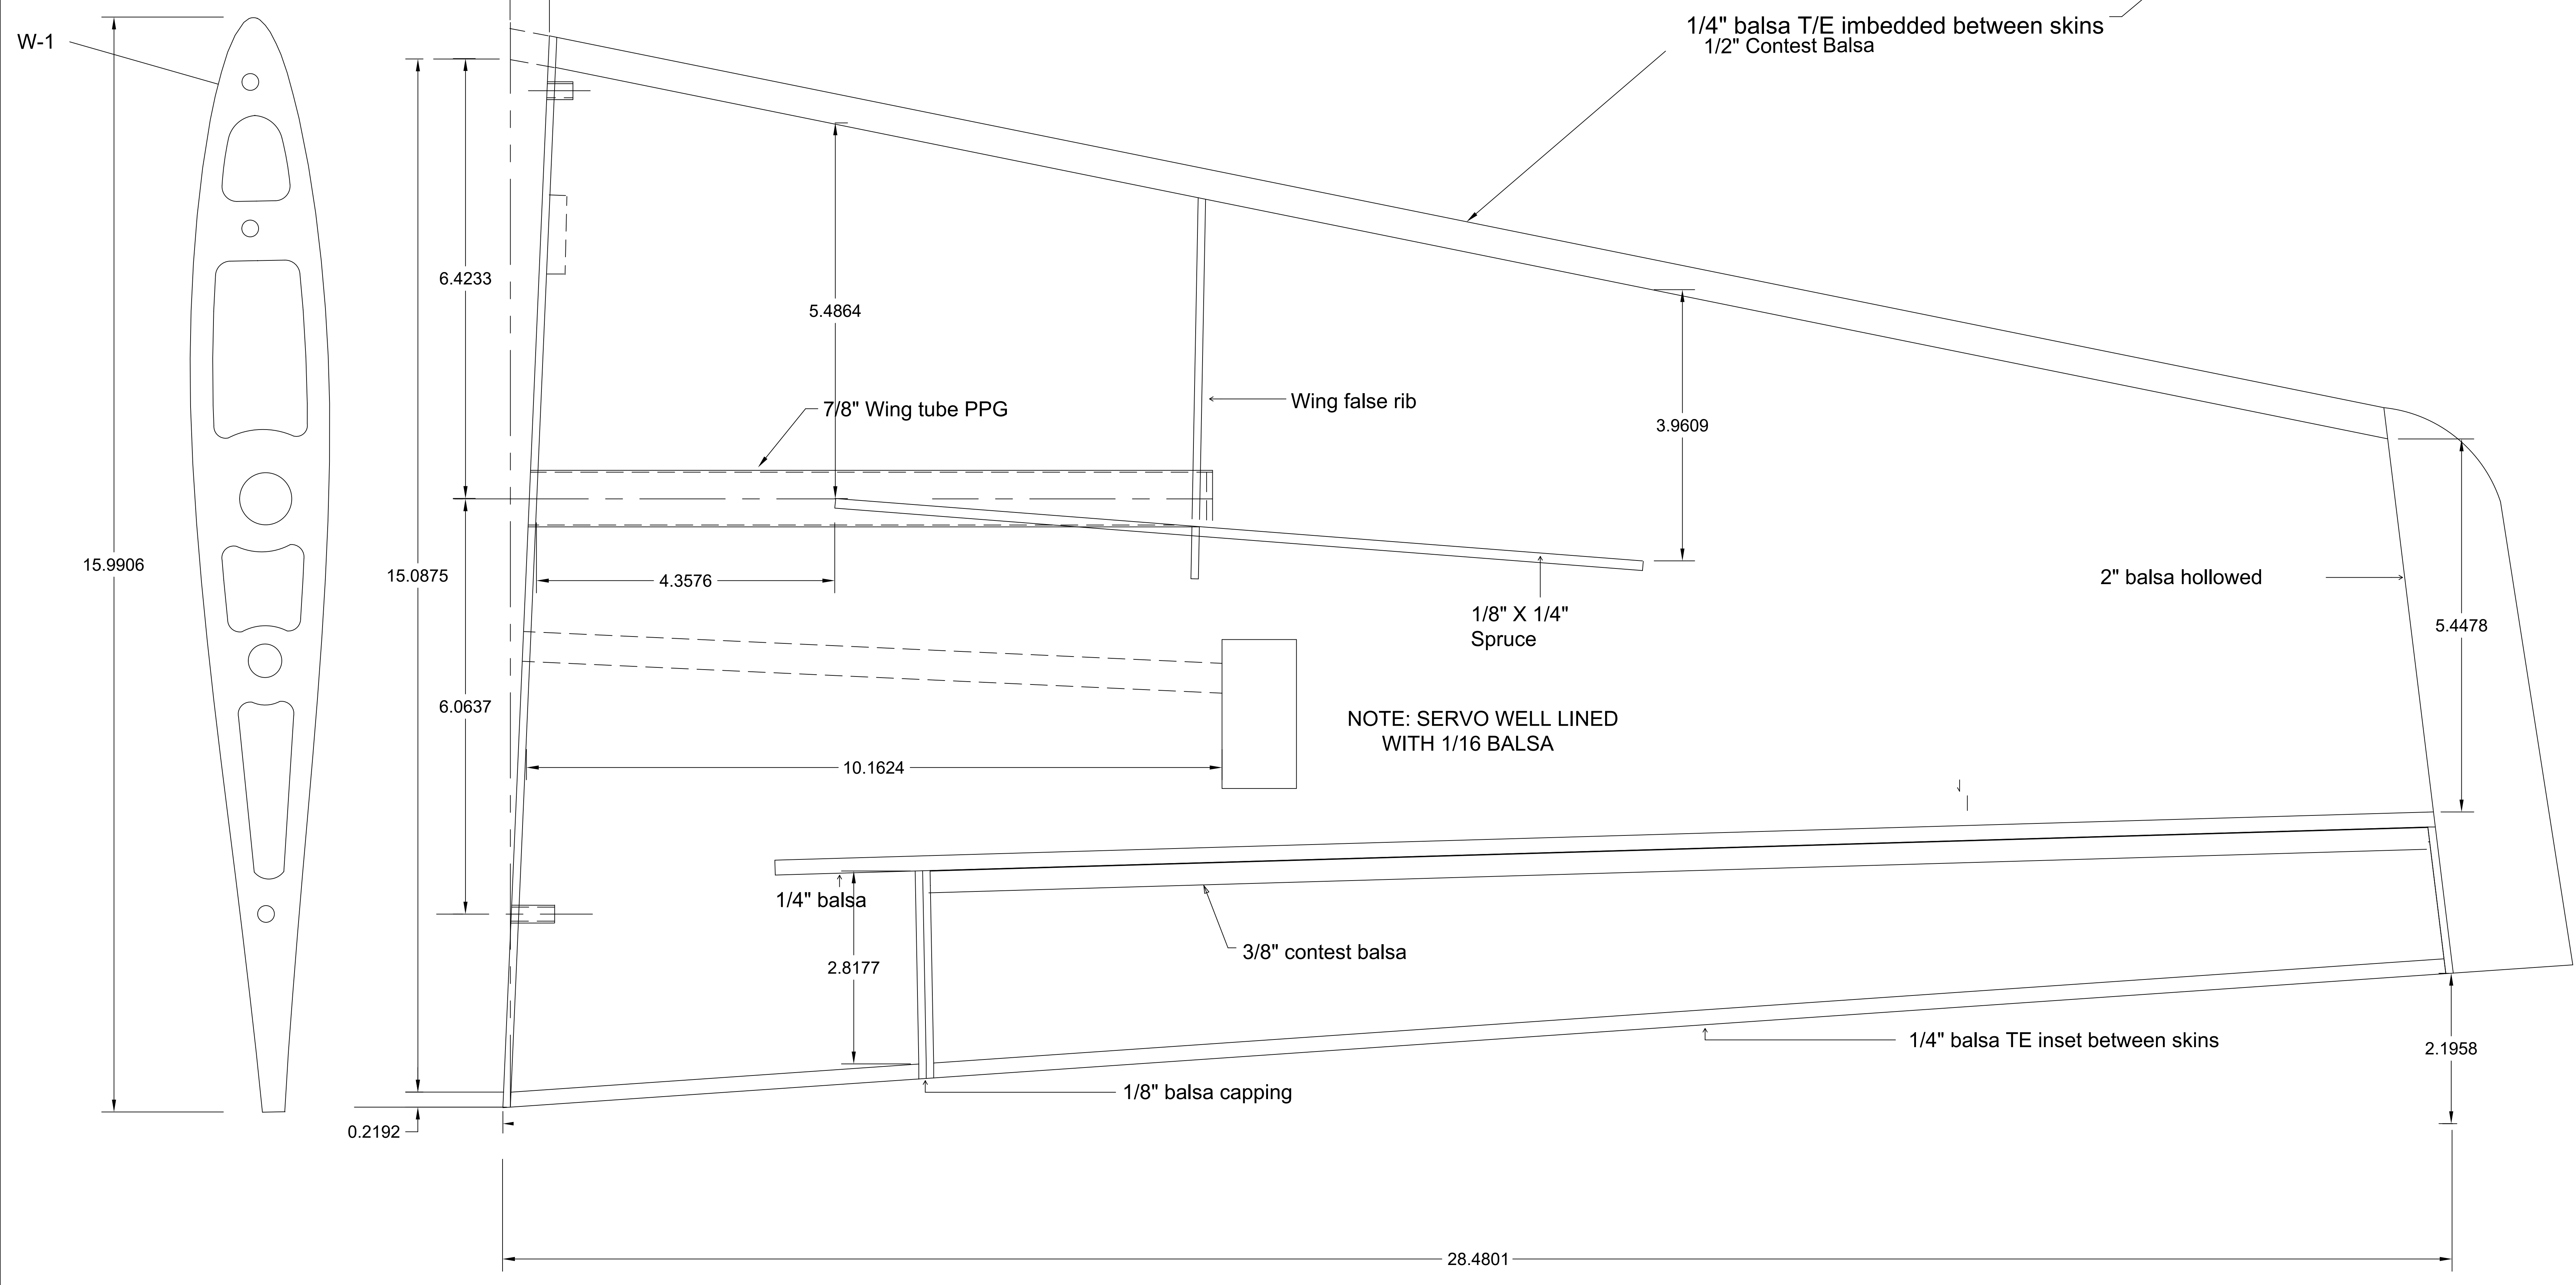 1/4" balsa T/E imbedded between skins
1/2" Contest Balsa
W-1
6.4233
5.4864
7/8" Wing tube PPG
Wing false rib
3.9609
15.9906
15.0875
4.3576
2" balsa hollowed
1/8" X 1/4"
Spruce
5.4478
6.0637
NOTE: SERVO WELL LINED
WITH 1/16 BALSA
10.1624
1/4" balsa
3/8" contest balsa
2.8177
1/4" balsa TE inset between skins
2.1958
1/8" balsa capping
0.2192
28.4801